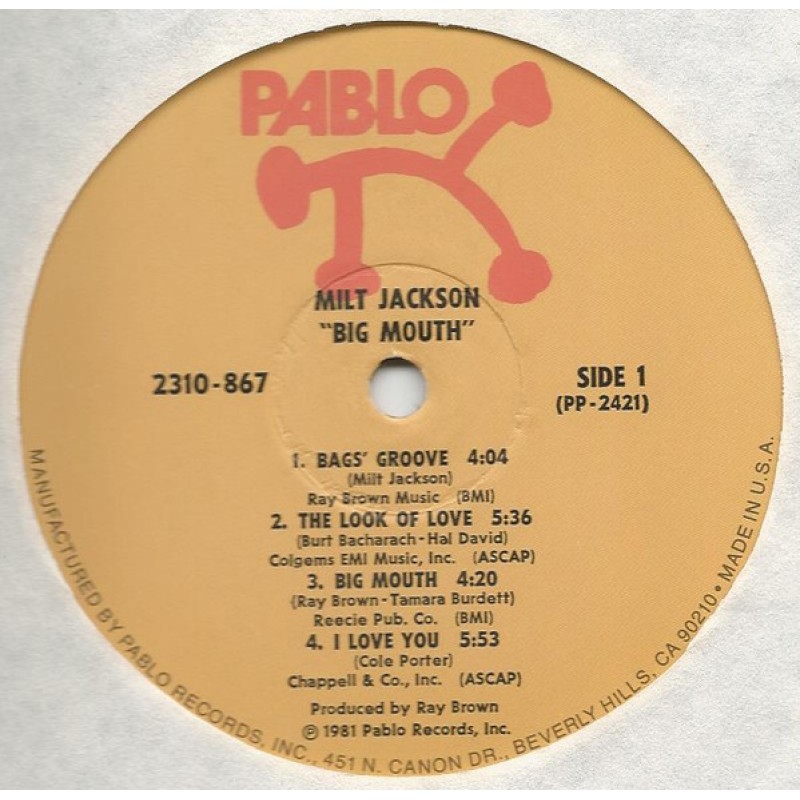 PABLO
MILT JACKSON
"BIG MOUTH"
2310-867
SIDE 1
(PP-2421)
1. BAGS' GROOVE 4:04
(Milt Jackson)
Ray Brown Music (BMI)
2. THE LOOK OF LOVE 5:36
(Burt Bacharach-Hal David)
Colgems EMI Music, Inc. (ASCAP)
3. BIG MOUTH 4:20
(Ray Brown-Tamara Burdett)
Reecie Pub. Co. (BMI)
4. I LOVE YOU 5:53
(Cole Porter)
Chappell & Co., Inc. (ASCAP)
Produced by Ray Brown
℗ 1981 Pablo Records, Inc.
MANUFACTURED BY PABLO RECORDS, INC., 451 N. CANON DR., BEVERLY HILLS, CA 90210 • MADE IN U.S.A.